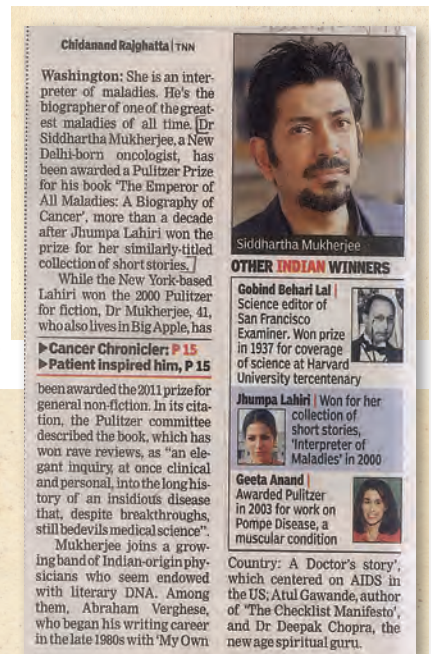 Chidanand Rajghatta | TNN
Washington: She is an inter-
preter of maladies. He's the
biographer of one of the great-
est maladies of all time. Dr
Siddhartha Mukherjee, a New
Delhi-born oncologist, has
been awarded a Pulitzer Prize
for his book 'The Emperor of
All Maladies: A Biography of
Cancer', more than a decade
after Jhumpa Lahiri won the
prize for her similarly-titled
collection of short stories.
While the New York-based
Lahiri won the 2000 Pulitzer
for fiction, Dr Mukherjee, 41,
who also lives in Big Apple, has
▶Cancer Chronicler: P 15
▶Patient inspired him, P 15
been awarded the 2011 prize for
general non-fiction. In its cita-
tion, the Pulitzer committee
described the book, which has
won rave reviews, as "an ele-
gant inquiry, at once clinical
and personal, into the long his-
tory of an insidious disease
that, despite breakthroughs,
still bedevils medical science".
Mukherjee joins a grow-
ing band of Indian-origin phy-
sicians who seem endowed
with literary DNA. Among
them, Abraham Verghese,
who began his writing career
in the late 1980s with 'My Own
Siddhartha Mukherjee
OTHER INDIAN WINNERS
Gobind Behari Lal |
Science editor of
San Francisco
Examiner. Won prize
in 1937 for coverage
of science at Harvard
University tercentenary
Jhumpa Lahiri | Won for her
collection of
short stories,
'Interpreter of
Maladies' in 2000
Geeta Anand |
Awarded Pulitzer
in 2003 for work on
Pompe Disease, a
muscular condition
Country: A Doctor's story',
which centered on AIDS in
the US; Atul Gawande, author
of 'The Checklist Manifesto',
and Dr Deepak Chopra, the
new age spiritual guru.